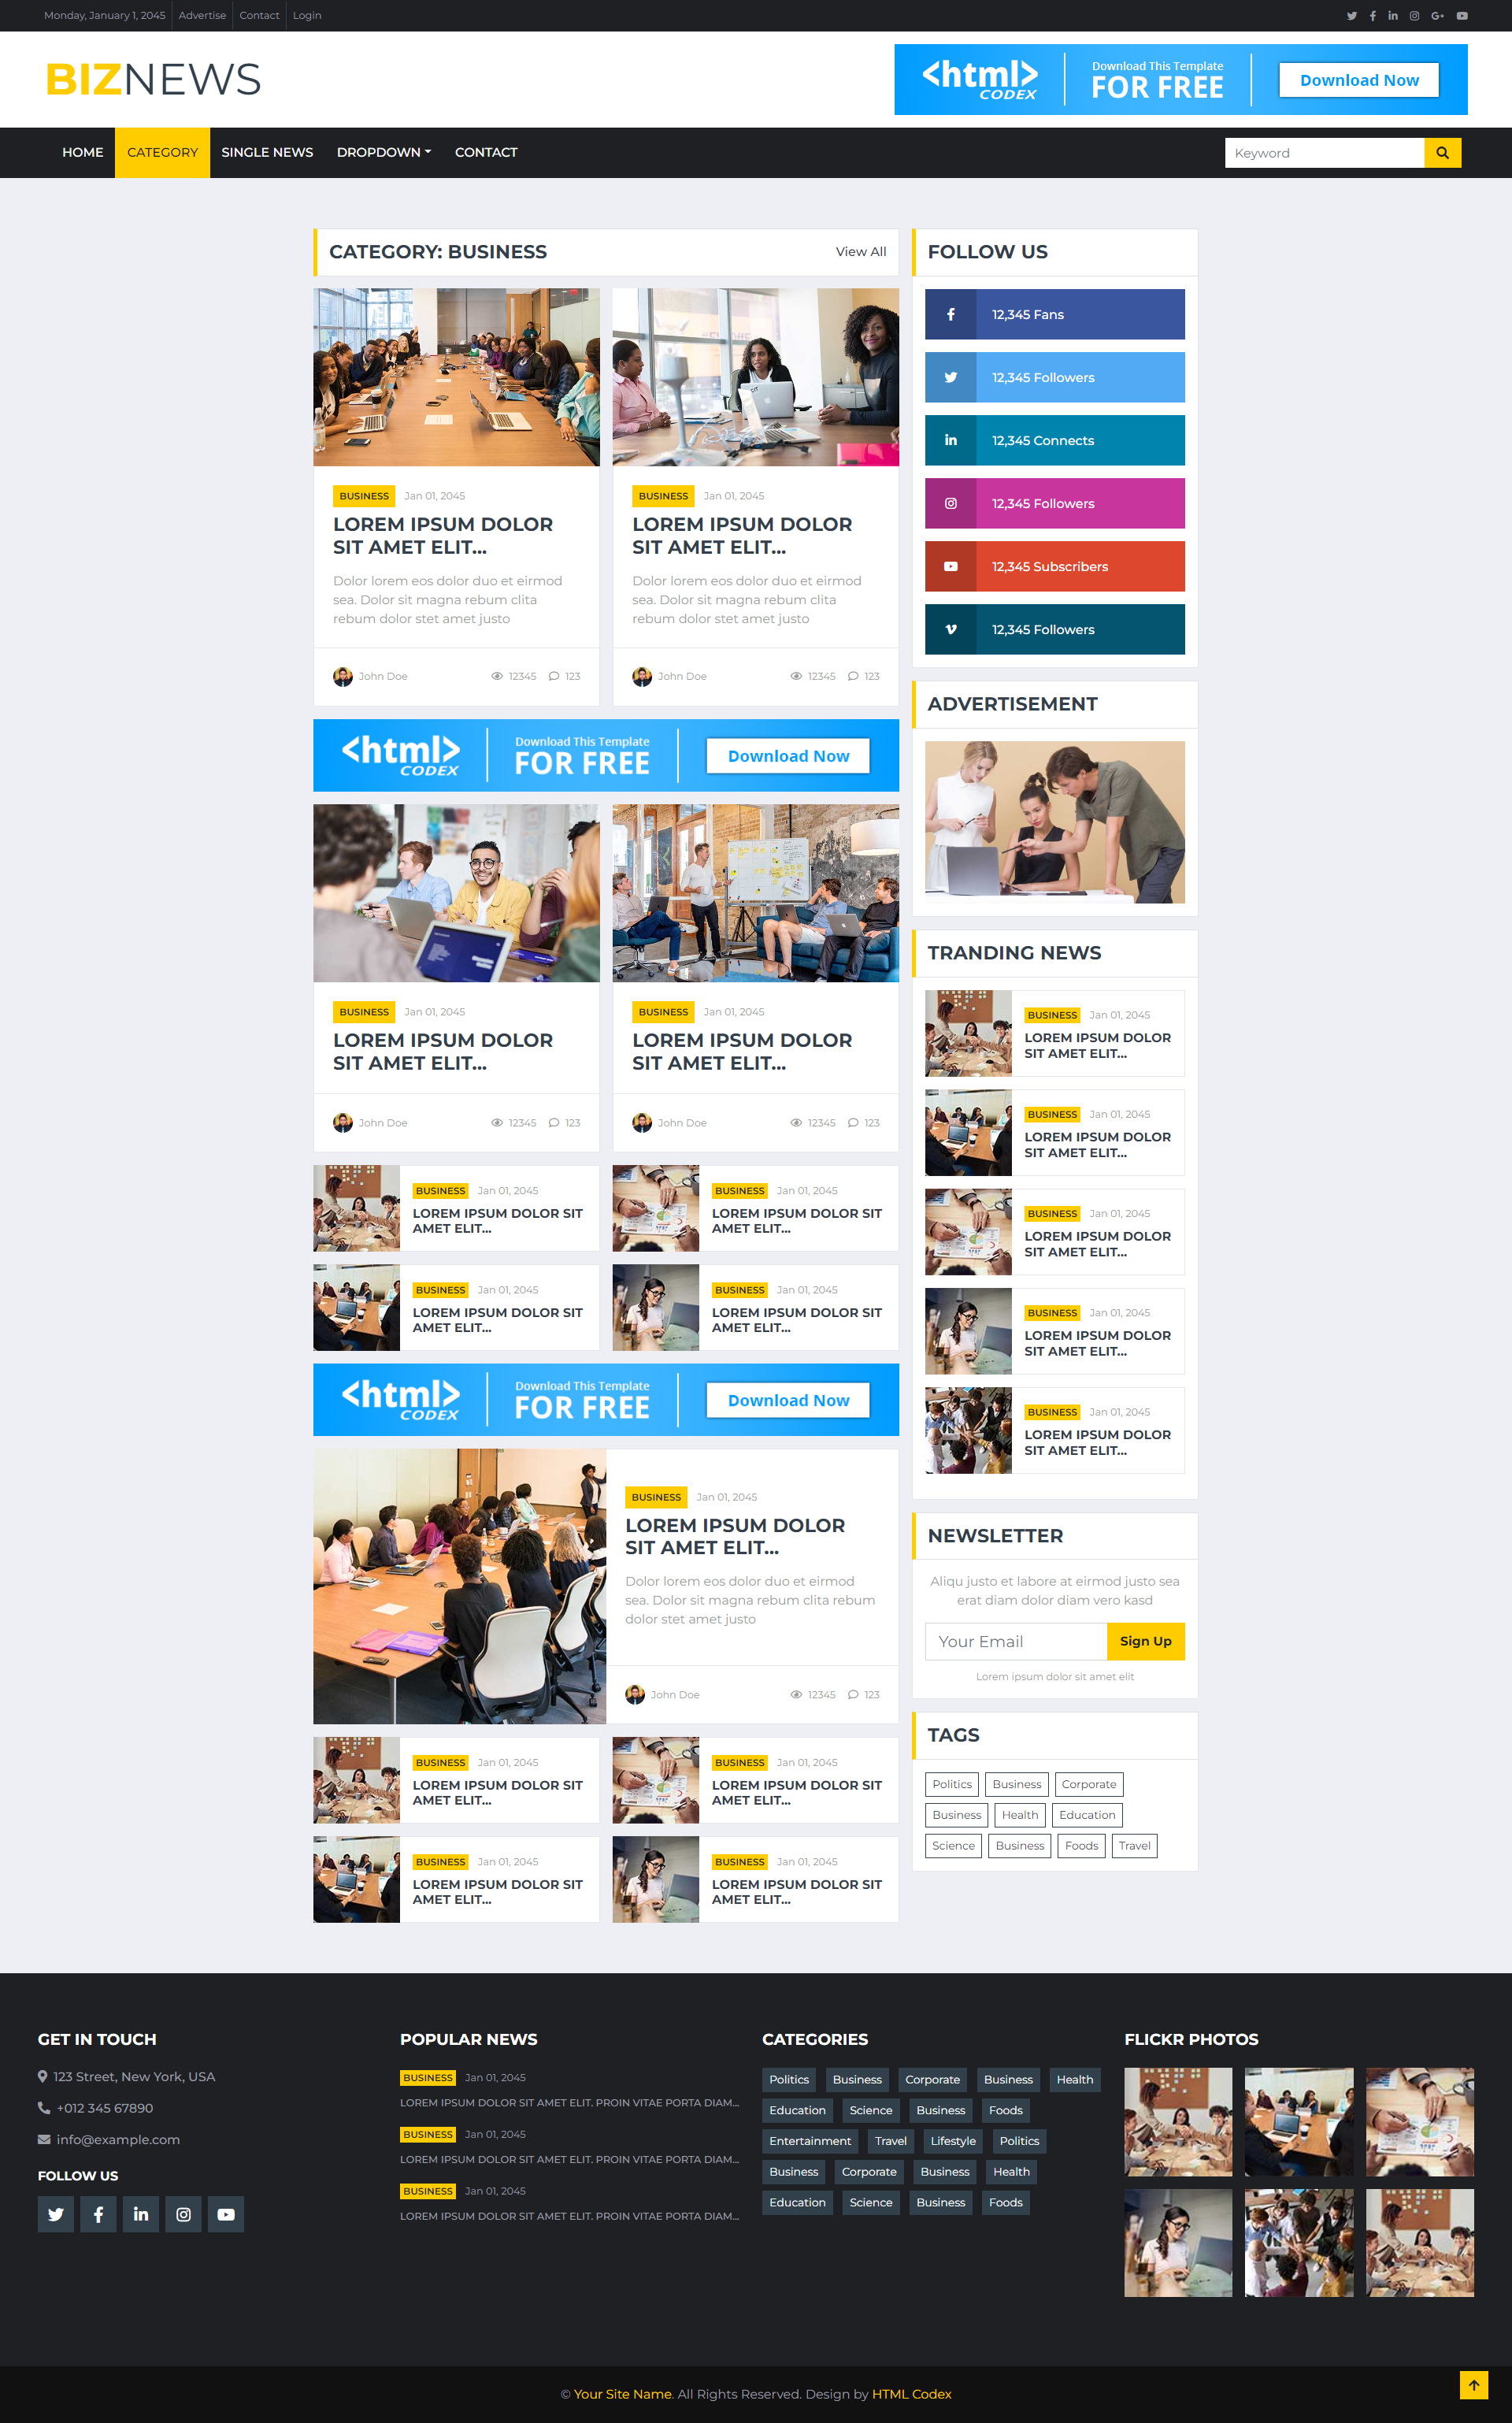 Monday, January 1, 2045 Advertise Contact Login
BIZNEWS
<html> CODEX
Download This Template
FOR FREE
Download Now
HOME CATEGORY SINGLE NEWS DROPDOWN CONTACT
Keyword
CATEGORY: BUSINESS
View All
BUSINESS Jan 01, 2045
LOREM IPSUM DOLOR
SIT AMET ELIT...
Dolor lorem eos dolor duo et eirmod
sea. Dolor sit magna rebum clita
rebum dolor stet amet justo
John Doe 12345 123
BUSINESS Jan 01, 2045
LOREM IPSUM DOLOR
SIT AMET ELIT...
Dolor lorem eos dolor duo et eirmod
sea. Dolor sit magna rebum clita
rebum dolor stet amet justo
John Doe 12345 123
<html> CODEX
Download This Template
FOR FREE
Download Now
BUSINESS Jan 01, 2045
LOREM IPSUM DOLOR
SIT AMET ELIT...
John Doe 12345 123
BUSINESS Jan 01, 2045
LOREM IPSUM DOLOR
SIT AMET ELIT...
John Doe 12345 123
BUSINESS Jan 01, 2045
LOREM IPSUM DOLOR SIT
AMET ELIT...
BUSINESS Jan 01, 2045
LOREM IPSUM DOLOR SIT
AMET ELIT...
BUSINESS Jan 01, 2045
LOREM IPSUM DOLOR SIT
AMET ELIT...
BUSINESS Jan 01, 2045
LOREM IPSUM DOLOR SIT
AMET ELIT...
<html> CODEX
Download This Template
FOR FREE
Download Now
BUSINESS Jan 01, 2045
LOREM IPSUM DOLOR
SIT AMET ELIT...
Dolor lorem eos dolor duo et eirmod
sea. Dolor sit magna rebum clita rebum
dolor stet amet justo
John Doe 12345 123
BUSINESS Jan 01, 2045
LOREM IPSUM DOLOR SIT
AMET ELIT...
BUSINESS Jan 01, 2045
LOREM IPSUM DOLOR SIT
AMET ELIT...
BUSINESS Jan 01, 2045
LOREM IPSUM DOLOR SIT
AMET ELIT...
BUSINESS Jan 01, 2045
LOREM IPSUM DOLOR SIT
AMET ELIT...
FOLLOW US
12,345 Fans
12,345 Followers
12,345 Connects
12,345 Followers
12,345 Subscribers
12,345 Followers
ADVERTISEMENT
TRANDING NEWS
BUSINESS Jan 01, 2045
LOREM IPSUM DOLOR
SIT AMET ELIT...
BUSINESS Jan 01, 2045
LOREM IPSUM DOLOR
SIT AMET ELIT...
BUSINESS Jan 01, 2045
LOREM IPSUM DOLOR
SIT AMET ELIT...
BUSINESS Jan 01, 2045
LOREM IPSUM DOLOR
SIT AMET ELIT...
BUSINESS Jan 01, 2045
LOREM IPSUM DOLOR
SIT AMET ELIT...
NEWSLETTER
Aliqu justo et labore at eirmod justo sea
erat diam dolor diam vero kasd
Your Email Sign Up
Lorem ipsum dolor sit amet elit
TAGS
Politics Business Corporate
Business Health Education
Science Business Foods Travel
GET IN TOUCH
123 Street, New York, USA
+012 345 67890
info@example.com
FOLLOW US
POPULAR NEWS
BUSINESS Jan 01, 2045
LOREM IPSUM DOLOR SIT AMET ELIT. PROIN VITAE PORTA DIAM...
BUSINESS Jan 01, 2045
LOREM IPSUM DOLOR SIT AMET ELIT. PROIN VITAE PORTA DIAM...
BUSINESS Jan 01, 2045
LOREM IPSUM DOLOR SIT AMET ELIT. PROIN VITAE PORTA DIAM...
CATEGORIES
Politics Business Corporate Business Health
Education Science Business Foods
Entertainment Travel Lifestyle Politics
Business Corporate Business Health
Education Science Business Foods
FLICKR PHOTOS
© Your Site Name. All Rights Reserved. Design by HTML Codex